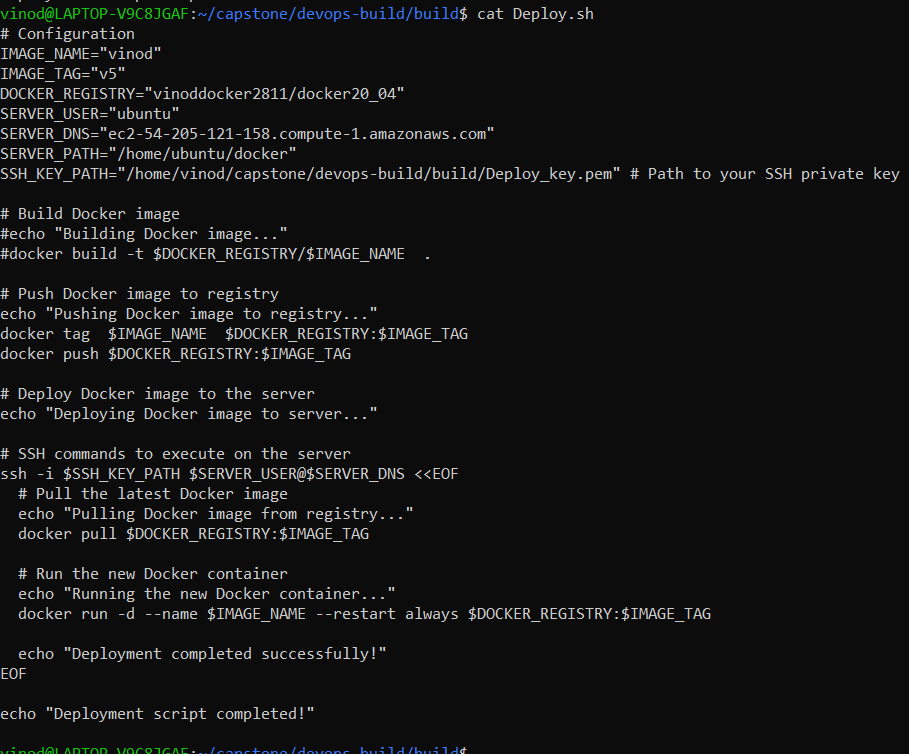 vinod@LAPTOP-V9C8JGAF:~/capstone/devops-build/build$ cat Deploy.sh
# Configuration
IMAGE_NAME="vinod"
IMAGE_TAG="v5"
DOCKER_REGISTRY="vinoddocker2811/docker20_04"
SERVER_USER="ubuntu"
SERVER_DNS="ec2-54-205-121-158.compute-1.amazonaws.com"
SERVER_PATH="/home/ubuntu/docker"
SSH_KEY_PATH="/home/vinod/capstone/devops-build/build/Deploy_key.pem" # Path to your SSH private key

# Build Docker image
#echo "Building Docker image..."
#docker build -t $DOCKER_REGISTRY/$IMAGE_NAME  .

# Push Docker image to registry
echo "Pushing Docker image to registry..."
docker tag  $IMAGE_NAME  $DOCKER_REGISTRY:$IMAGE_TAG
docker push $DOCKER_REGISTRY:$IMAGE_TAG

# Deploy Docker image to the server
echo "Deploying Docker image to server..."

# SSH commands to execute on the server
ssh -i $SSH_KEY_PATH $SERVER_USER@$SERVER_DNS <<EOF
  # Pull the latest Docker image
  echo "Pulling Docker image from registry..."
  docker pull $DOCKER_REGISTRY:$IMAGE_TAG

  # Run the new Docker container
  echo "Running the new Docker container..."
  docker run -d --name $IMAGE_NAME --restart always $DOCKER_REGISTRY:$IMAGE_TAG

  echo "Deployment completed successfully!"
EOF

echo "Deployment script completed!"

vinod@LAPTOP-V9C8JGAF:~/capstone/devops-build/build$